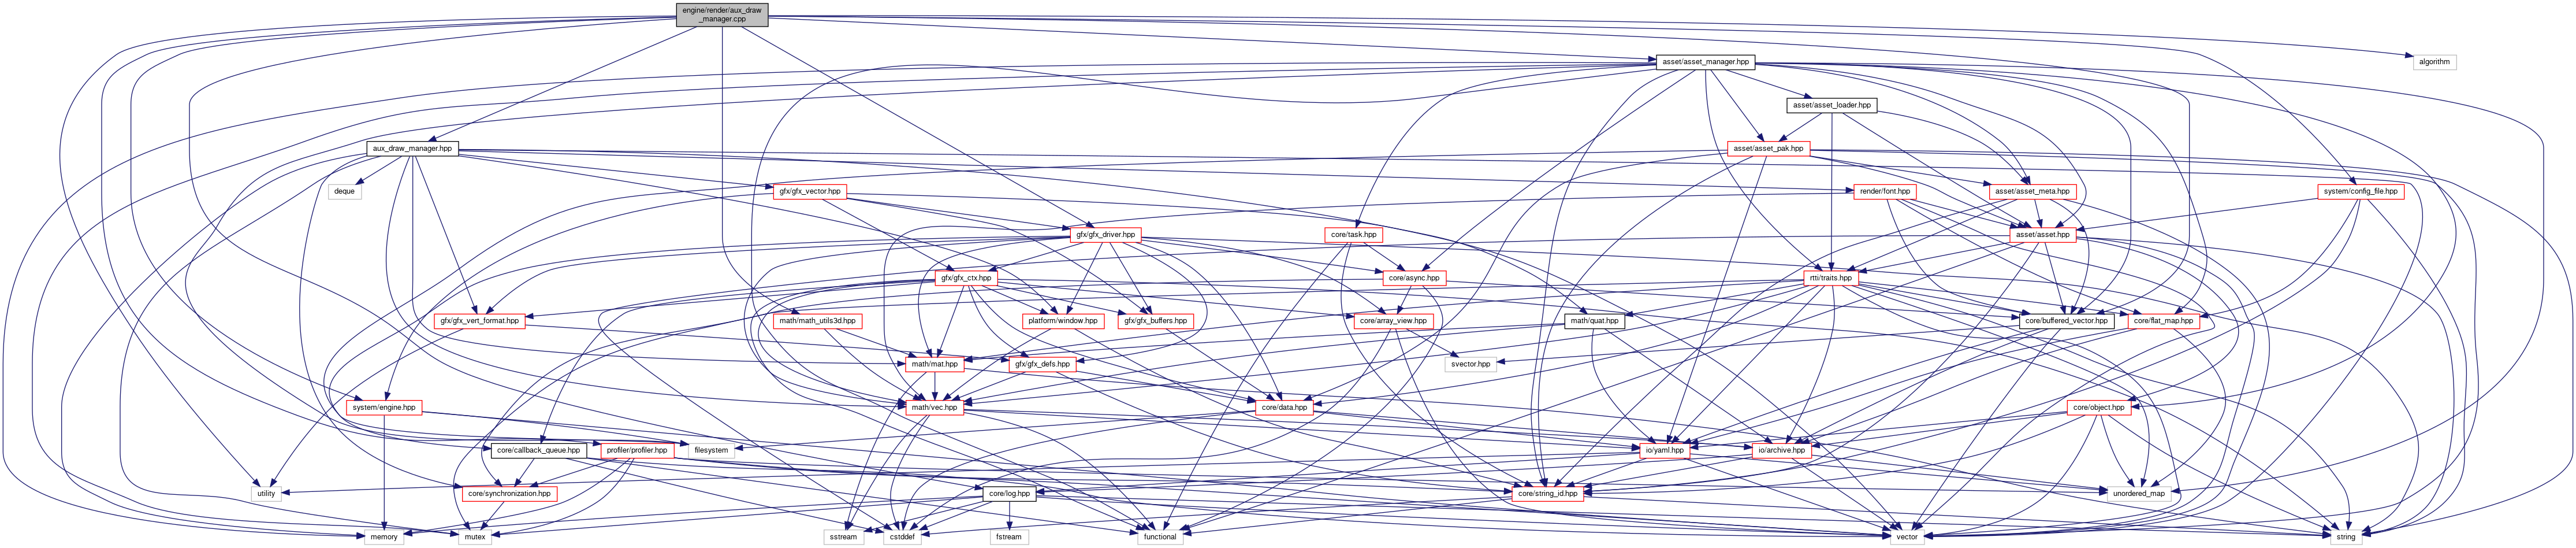 engine/render/aux_draw
_manager.cpp
asset/asset_manager.hpp
algorithm
asset/asset_loader.hpp
aux_draw_manager.hpp
asset/asset_pak.hpp
deque
gfx/gfx_vector.hpp
render/font.hpp
asset/asset_meta.hpp
system/config_file.hpp
gfx/gfx_driver.hpp
core/task.hpp
asset/asset.hpp
gfx/gfx_ctx.hpp
core/async.hpp
rtti/traits.hpp
gfx/gfx_vert_format.hpp
math/math_utils3d.hpp
platform/window.hpp
gfx/gfx_buffers.hpp
core/array_view.hpp
math/quat.hpp
core/buffered_vector.hpp
core/flat_map.hpp
math/mat.hpp
gfx/gfx_defs.hpp
svector.hpp
system/engine.hpp
math/vec.hpp
core/data.hpp
core/object.hpp
core/callback_queue.hpp
profiler/profiler.hpp
filesystem
io/yaml.hpp
io/archive.hpp
utility
core/synchronization.hpp
core/log.hpp
core/string_id.hpp
unordered_map
memory
mutex
sstream
cstddef
fstream
functional
vector
string